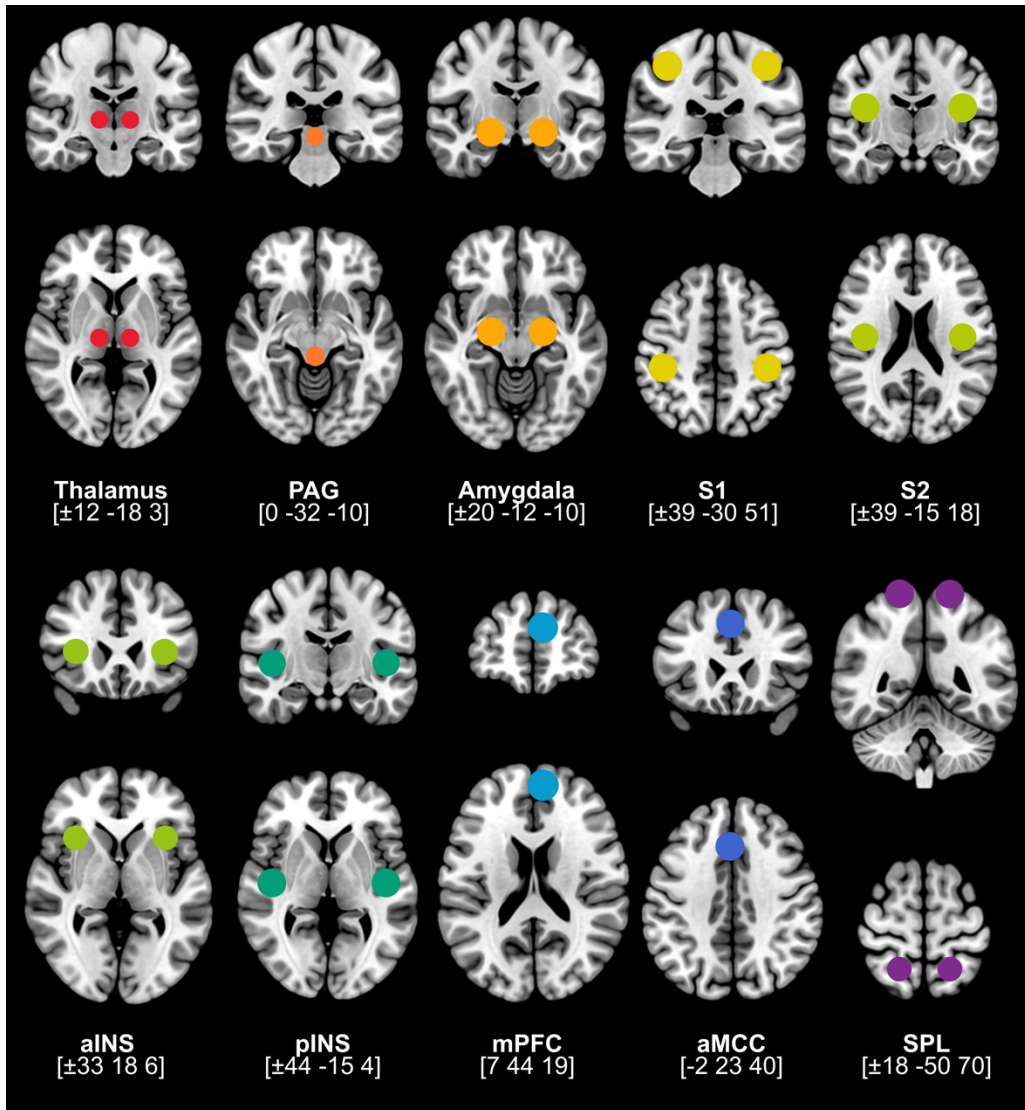 Thalamus
[±12 -18 3]
PAG
[0 -32 -10]
Amygdala
[±20 -12 -10]
S1
[±39 -30 51]
S2
[±39 -15 18]
aINS
[±33 18 6]
pINS
[±44 -15 4]
mPFC
[7 44 19]
aMCC
[-2 23 40]
SPL
[±18 -50 70]